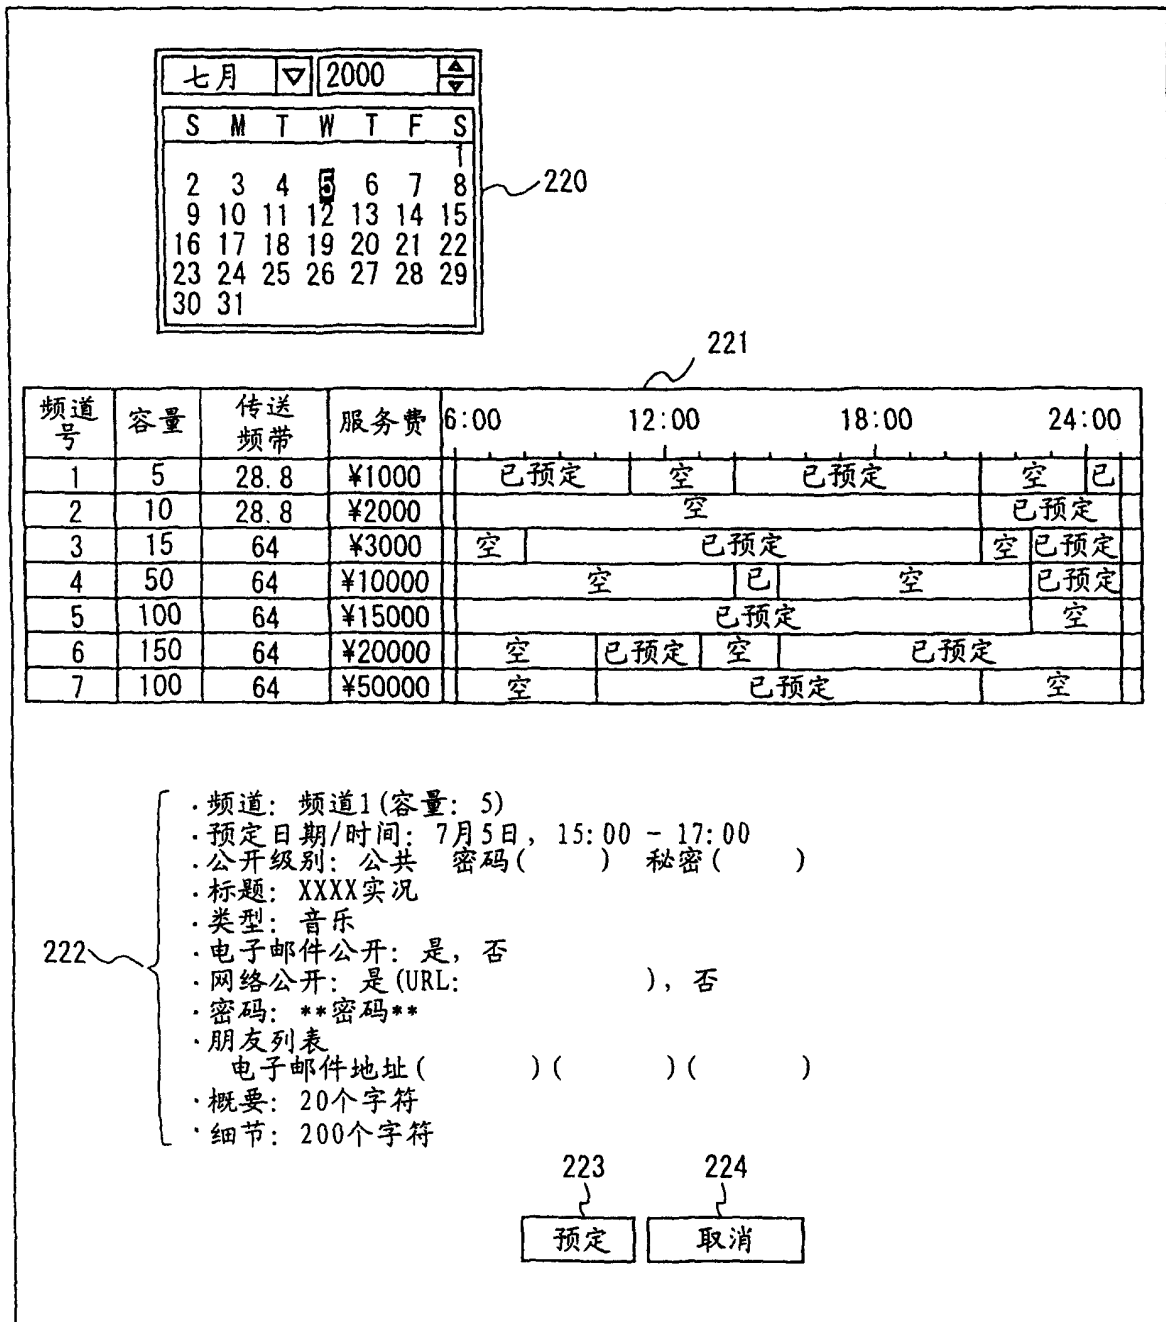 七月 2000
S M T W T F S
1
2 3 4 5 6 7 8
9 10 11 12 13 14 15
16 17 18 19 20 21 22
23 24 25 26 27 28 29
30 31
220
221
频道号 容量 传送频带 服务费 6:00 12:00 18:00 24:00
1 5 28.8 ¥1000 已预定 空 已预定 空 已
2 10 28.8 ¥2000 空 已预定
3 15 64 ¥3000 空 已预定 空 已预定
4 50 64 ¥10000 空 已 空 已预定
5 100 64 ¥15000 已预定 空
6 150 64 ¥20000 空 已预定 空 已预定
7 100 64 ¥50000 空 已预定 空
222
·频道: 频道1(容量: 5)
·预定日期/时间: 7月5日, 15:00 - 17:00
·公开级别: 公共 密码( ) 秘密( )
·标题: XXXX实况
·类型: 音乐
·电子邮件公开: 是, 否
·网络公开: 是(URL: ), 否
·密码: **密码**
·朋友列表
电子邮件地址( )( )( )
·概要: 20个字符
·细节: 200个字符
223 224
预定 取消